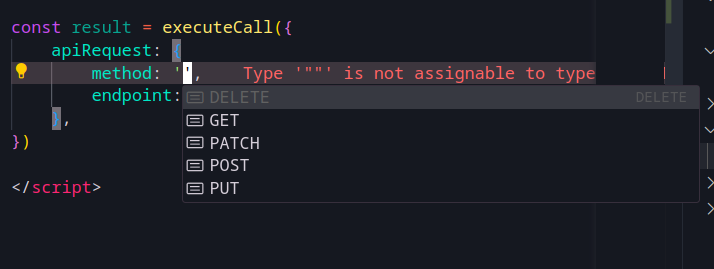 const result = executeCall({
    apiRequest: {
        method: '', Type '""' is not assignable to type
        endpoint:
DELETE DELETE
GET
PATCH
POST
PUT
    },
})
</script>